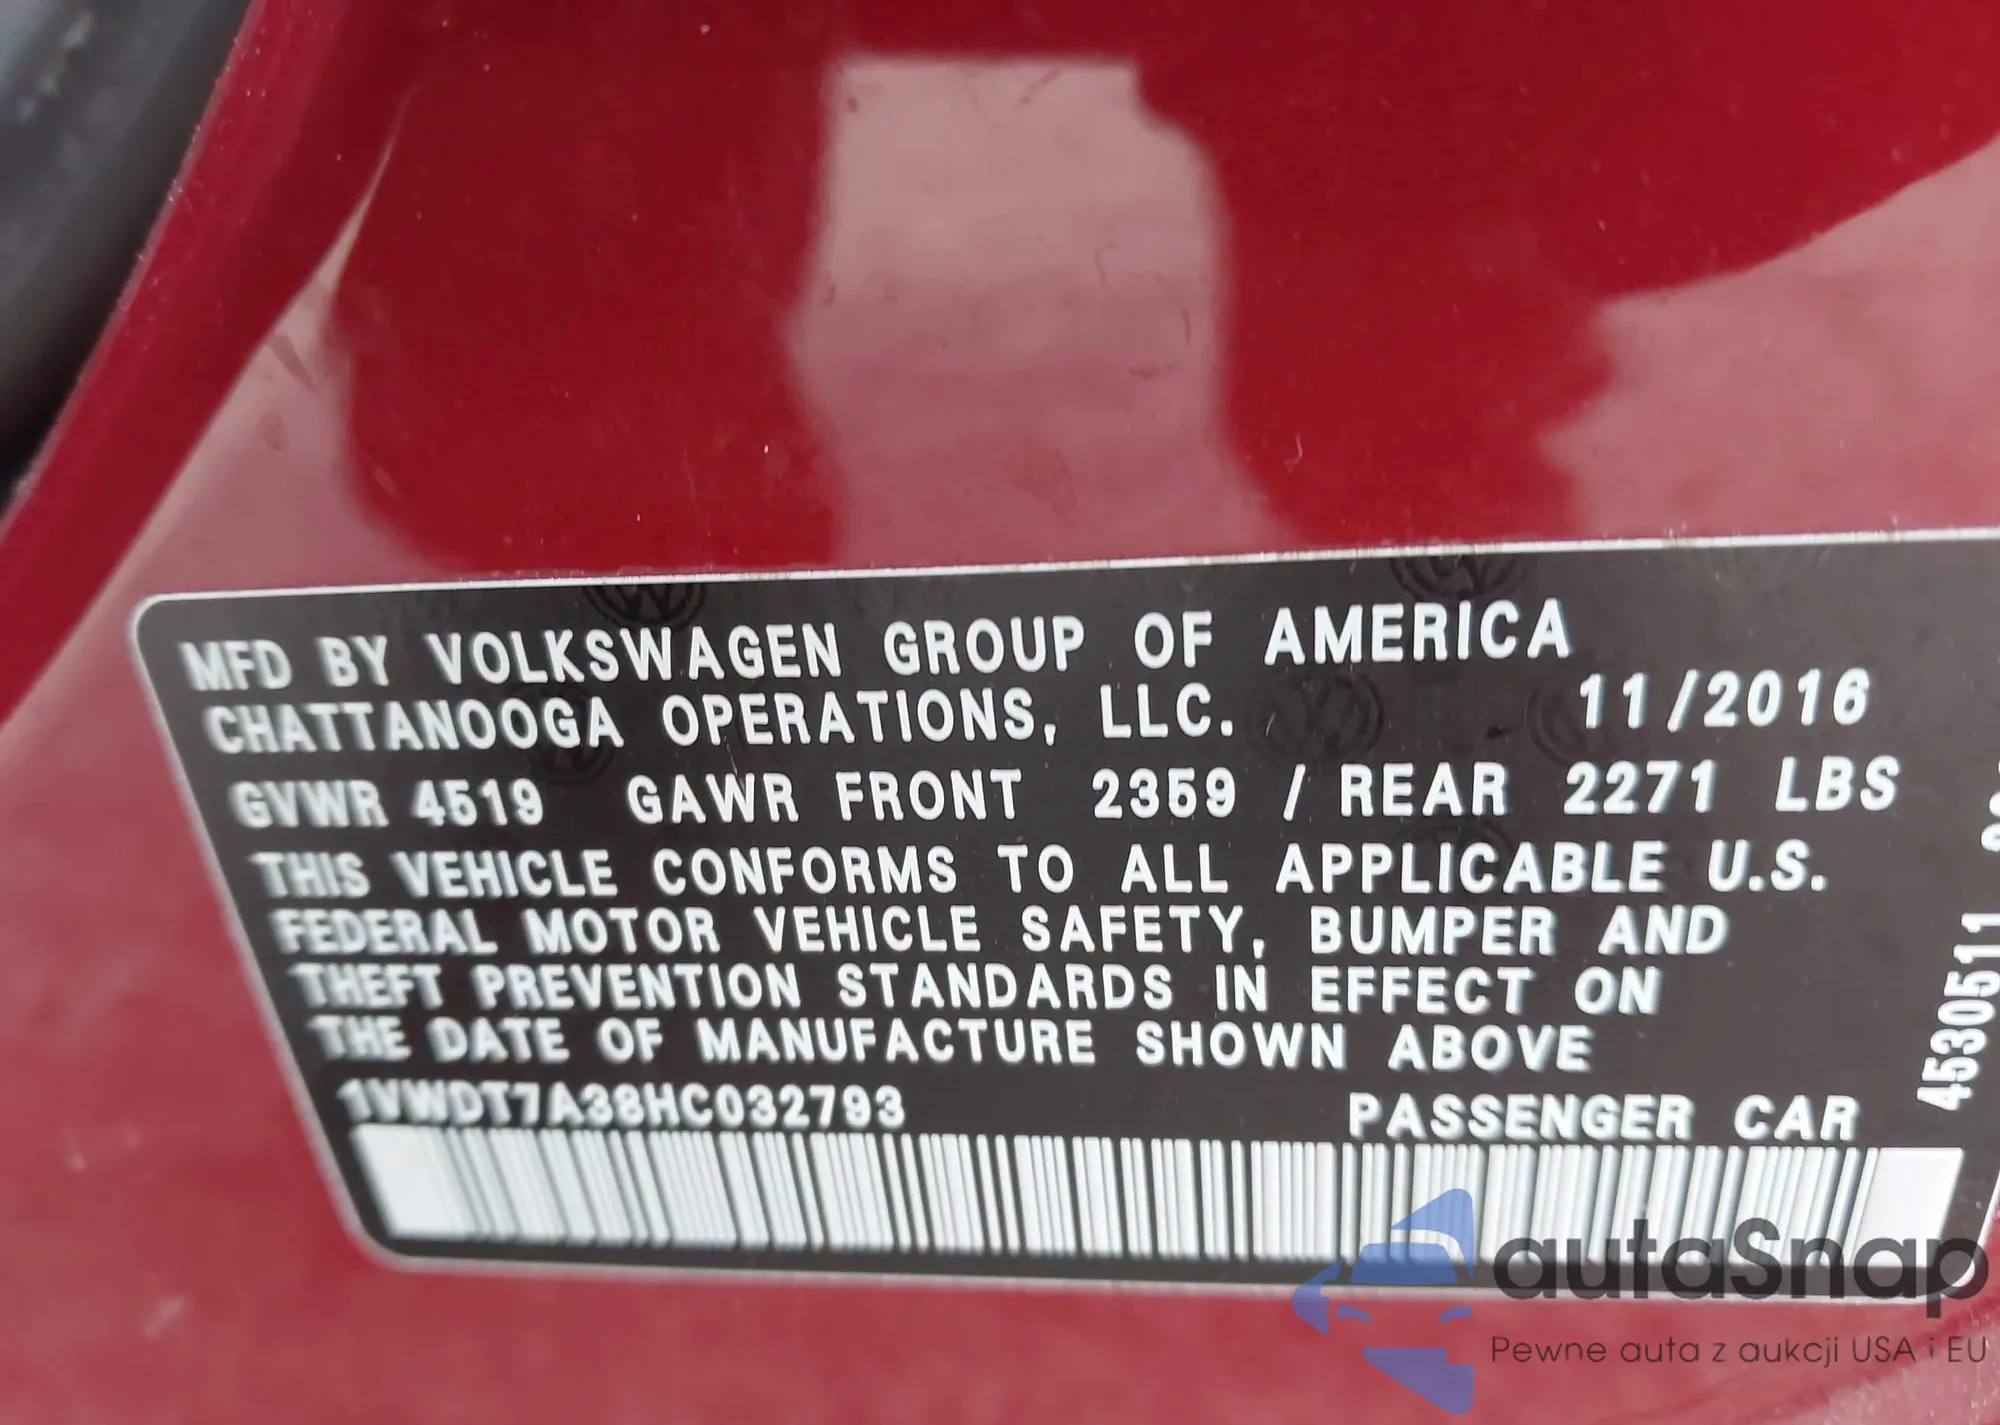 MFD BY VOLKSWAGEN GROUP OF AMERICA
CHATTANOOGA OPERATIONS, LLC. 11/2016
GVWR 4519 GAWR FRONT 2359 / REAR 2271 LBS
THIS VEHICLE CONFORMS TO ALL APPLICABLE U.S.
FEDERAL MOTOR VEHICLE SAFETY, BUMPER AND
THEFT PREVENTION STANDARDS IN EFFECT ON
THE DATE OF MANUFACTURE SHOWN ABOVE
1VWDT7A38HC032793 PASSENGER CAR
4530511
autaSnap
Pewne auta z aukcji USA i EU